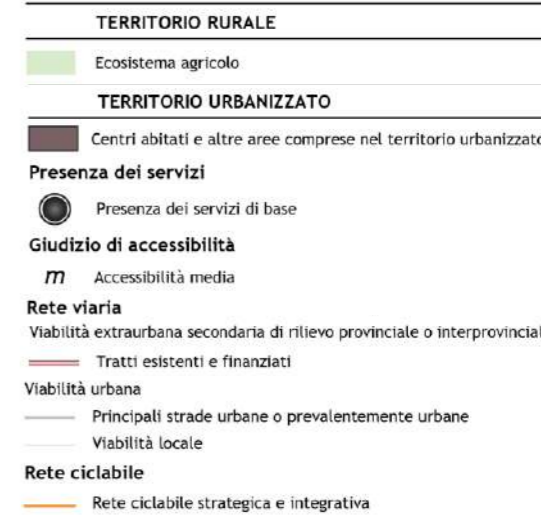 TERRITORIO RURALE
Ecosistema agricolo
TERRITORIO URBANIZZATO
Centri abitati e altre aree comprese nel territorio urbanizzato
Presenza dei servizi
Presenza dei servizi di base
Giudizio di accessibilità
m Accessibilità media
Rete viaria
Viabilità extraurbana secondaria di rilievo provinciale o interprovincial
Tratti esistenti e finanziati
Viabilità urbana
Principali strade urbane o prevalentemente urbane
Viabilità locale
Rete ciclabile
Rete ciclabile strategica e integrativa